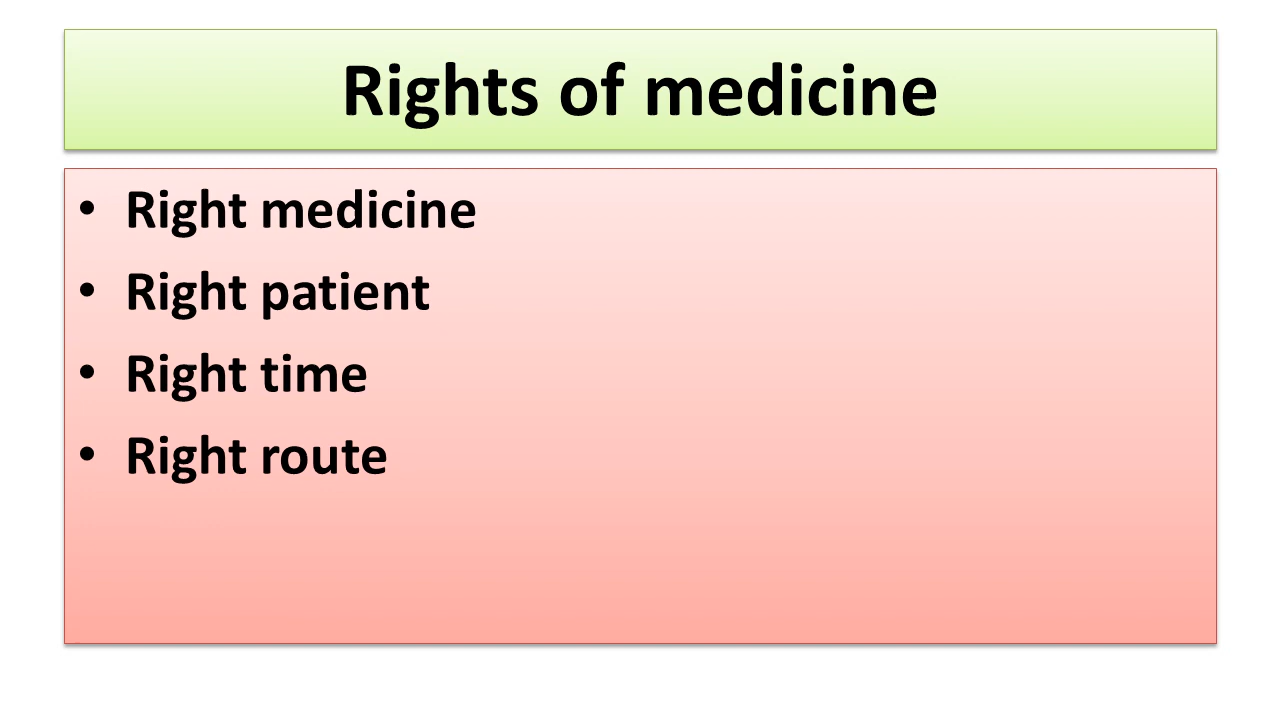 Rights of medicine
• Right medicine
• Right patient
• Right time
• Right route